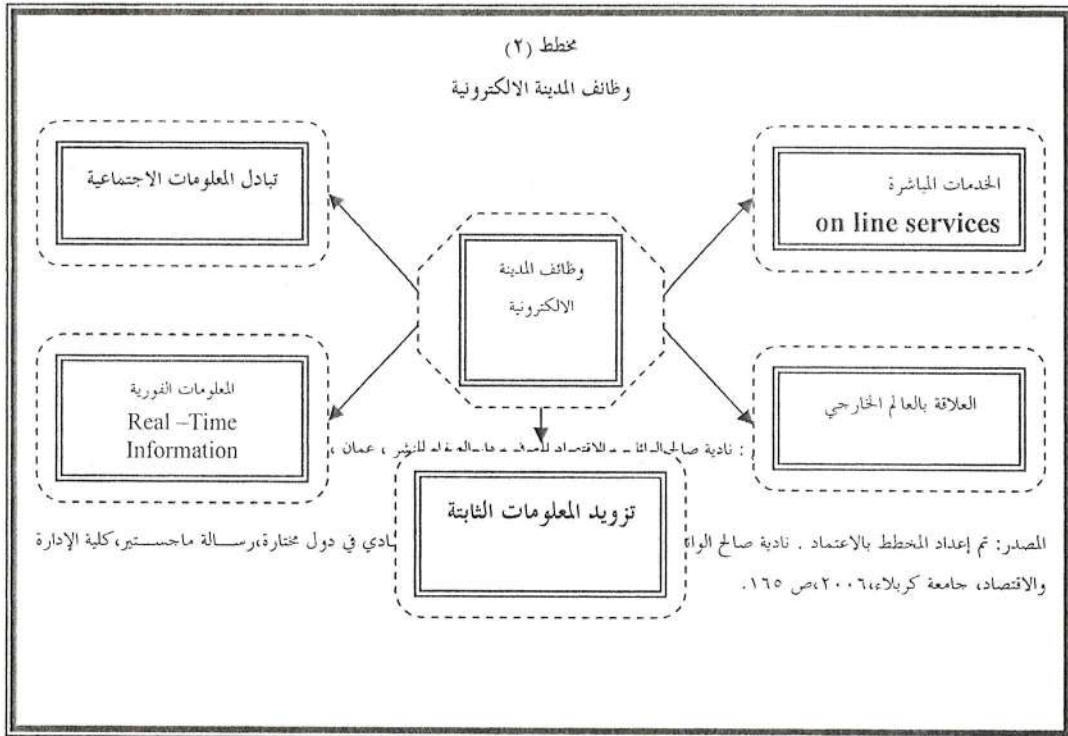 مخطط (٢)
وظائف المدينة الالكترونية
الخدمات المباشرة
on line services
تبادل المعلومات الاجتماعية
وظائف المدينة
الالكترونية
العلاقة بالعالم الخارجي
المعلومات الفورية
Real –Time
Information
: نادية صالح للنشر ، عمان ،
تزويد المعلومات الثابتة
المصدر: تم إعداد المخطط بالاعتماد . نادية صالح في دول مختارة،رسالة ماجستير،كلية الإدارة
والاقتصاد، جامعة كربلاء،٢٠٠٦،ص ١٦٥.